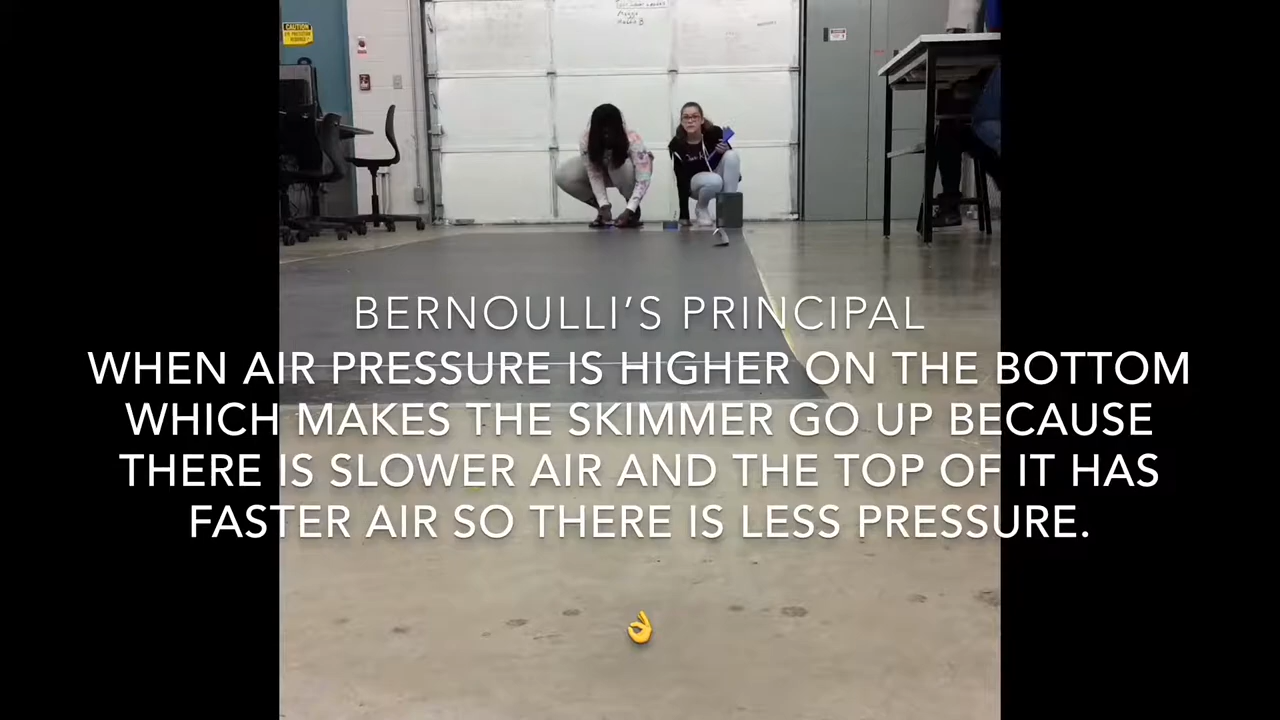 CAUTION
BERNOULLI’S PRINCIPAL
WHEN AIR PRESSURE IS HIGHER ON THE BOTTOM
WHICH MAKES THE SKIMMER GO UP BECAUSE
THERE IS SLOWER AIR AND THE TOP OF IT HAS
FASTER AIR SO THERE IS LESS PRESSURE.
👌